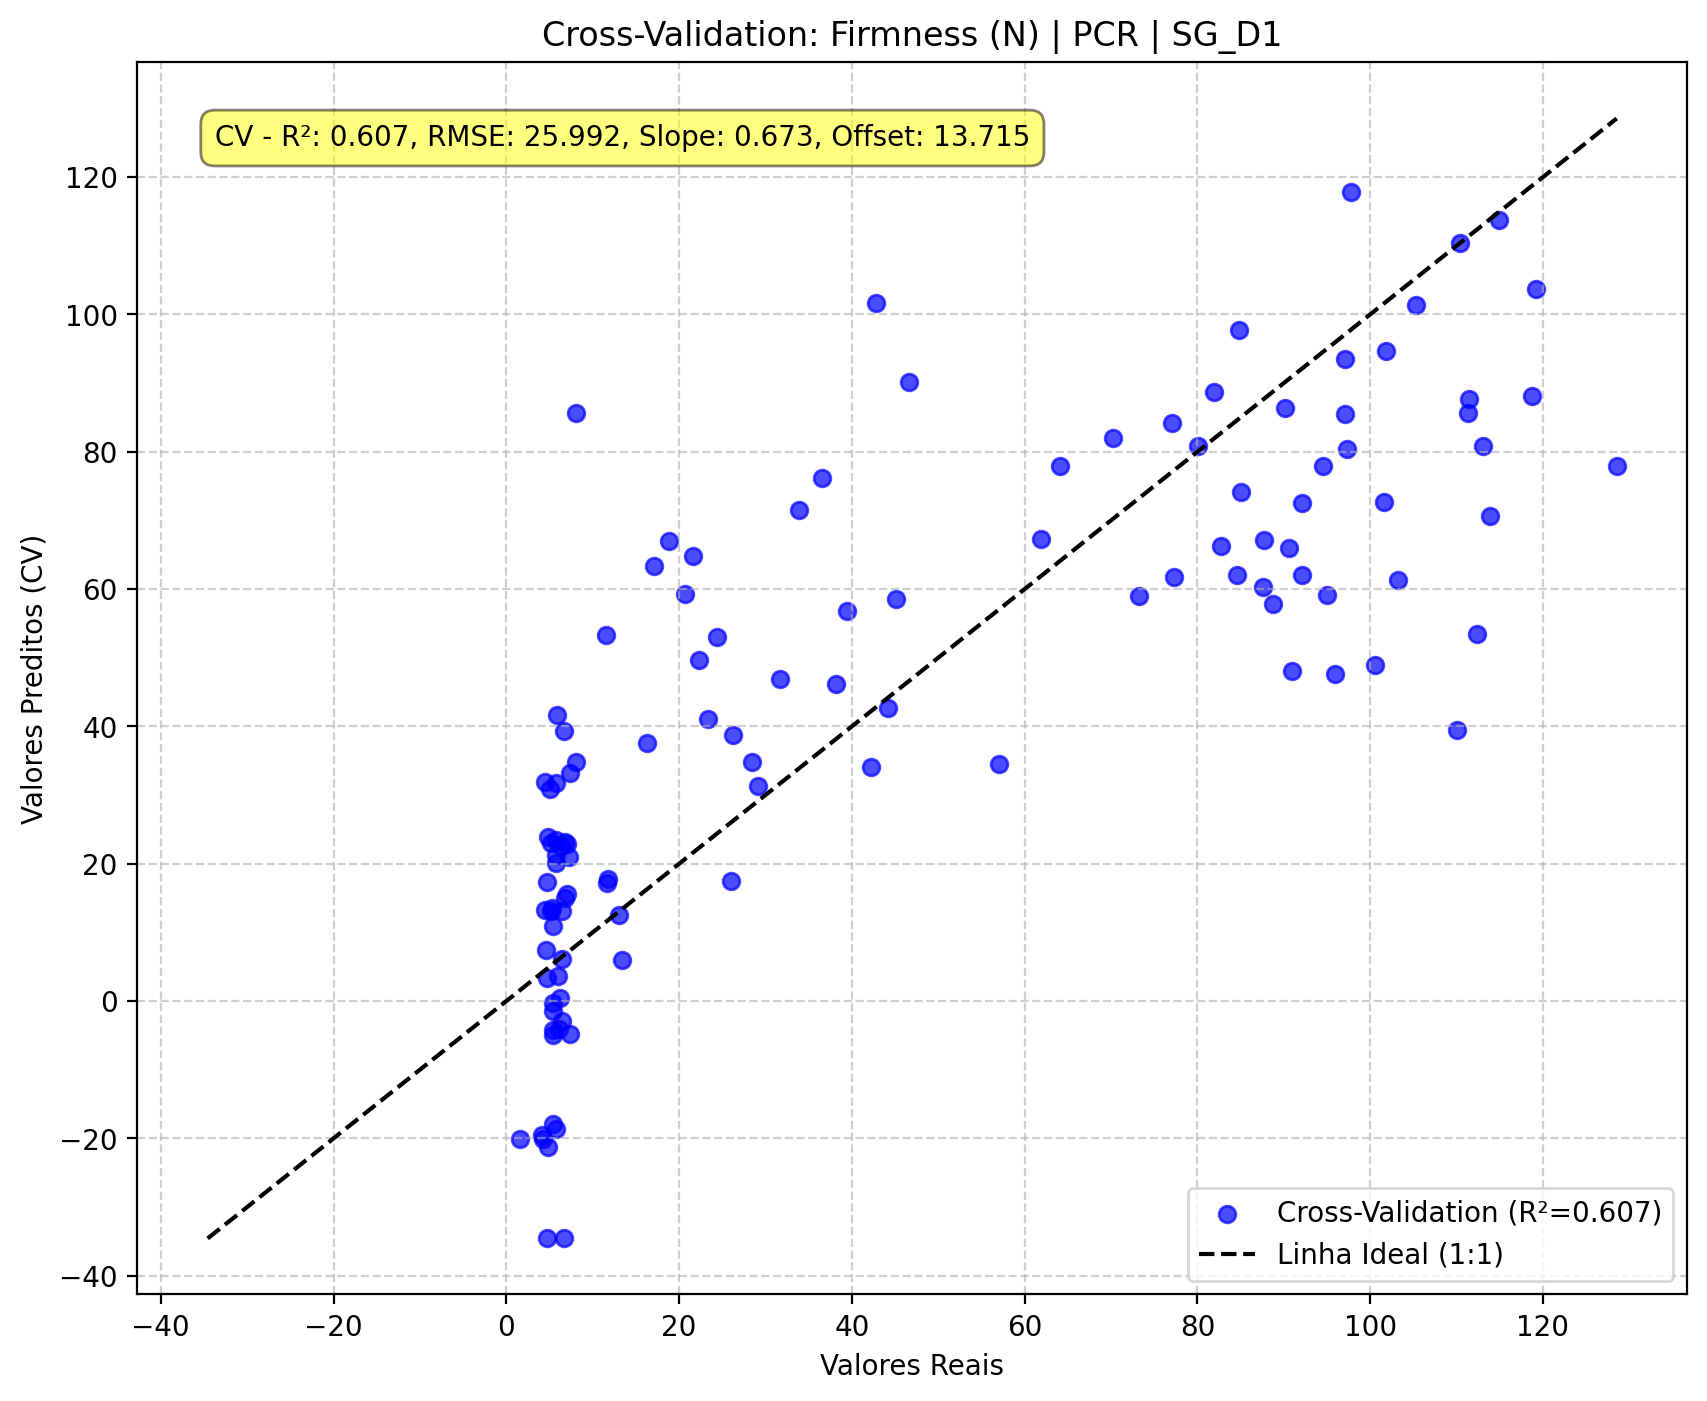 Cross-Validation: Firmness (N) | PCR | SG_D1
CV - R²: 0.607, RMSE: 25.992, Slope: 0.673, Offset: 13.715
Valores Preditos (CV)
120
100
80
60
40
20
0
−20
−40
Cross-Validation (R²=0.607)
Linha Ideal (1:1)
−40 −20 0 20 40 60 80 100 120
Valores Reais